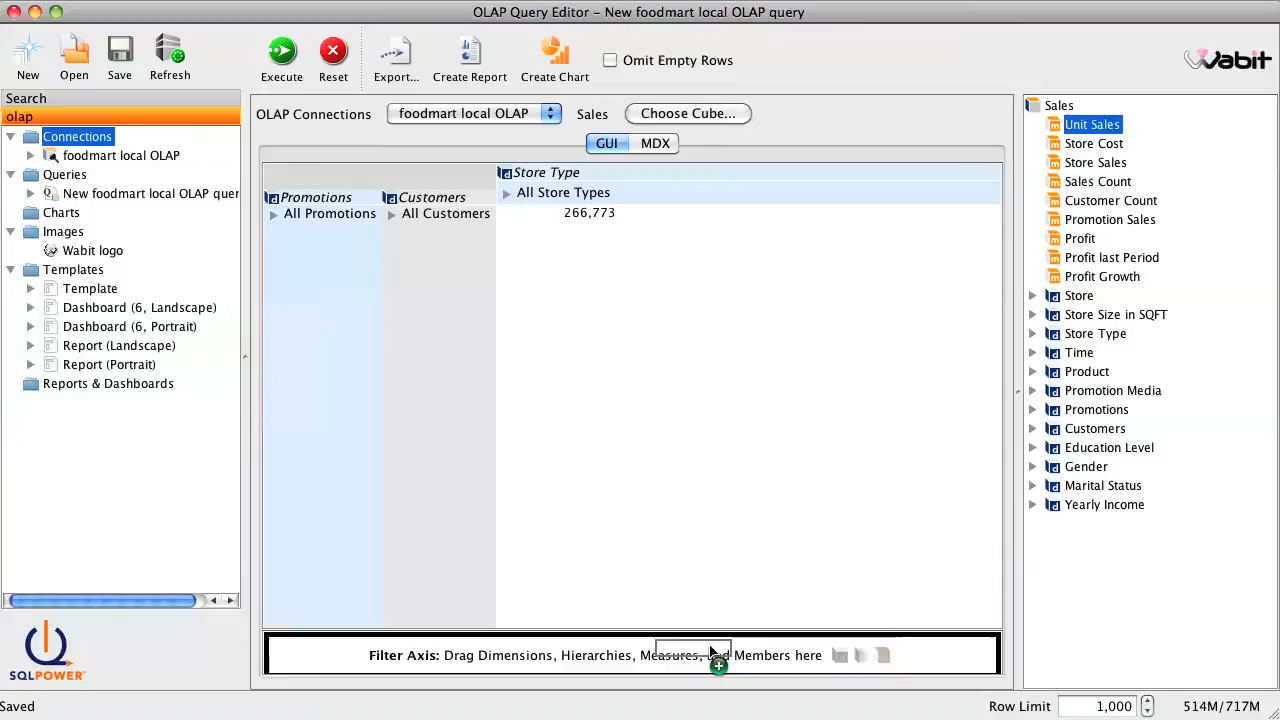 OLAP Query Editor - New foodmart local OLAP query
New
Open
Save
Refresh
Execute
Reset
Export...
Create Report
Create Chart
Omit Empty Rows
Wabit
Search
olap
Connections
foodmart local OLAP
Queries
New foodmart local OLAP quer
Charts
Images
Wabit logo
Templates
Template
Dashboard (6, Landscape)
Dashboard (6, Portrait)
Report (Landscape)
Report (Portrait)
Reports & Dashboards
SQLPOWER
OLAP Connections
foodmart local OLAP
Sales
Choose Cube...
GUI
MDX
Store Type
All Store Types
Promotions
Customers
All Promotions
All Customers
266,773
Filter Axis: Drag Dimensions, Hierarchies, Measures, Members here
Sales
Unit Sales
Store Cost
Store Sales
Sales Count
Customer Count
Promotion Sales
Profit
Profit last Period
Profit Growth
Store
Store Size in SQFT
Store Type
Time
Product
Promotion Media
Promotions
Customers
Education Level
Gender
Marital Status
Yearly Income
Saved
Row Limit
1,000
514M/717M